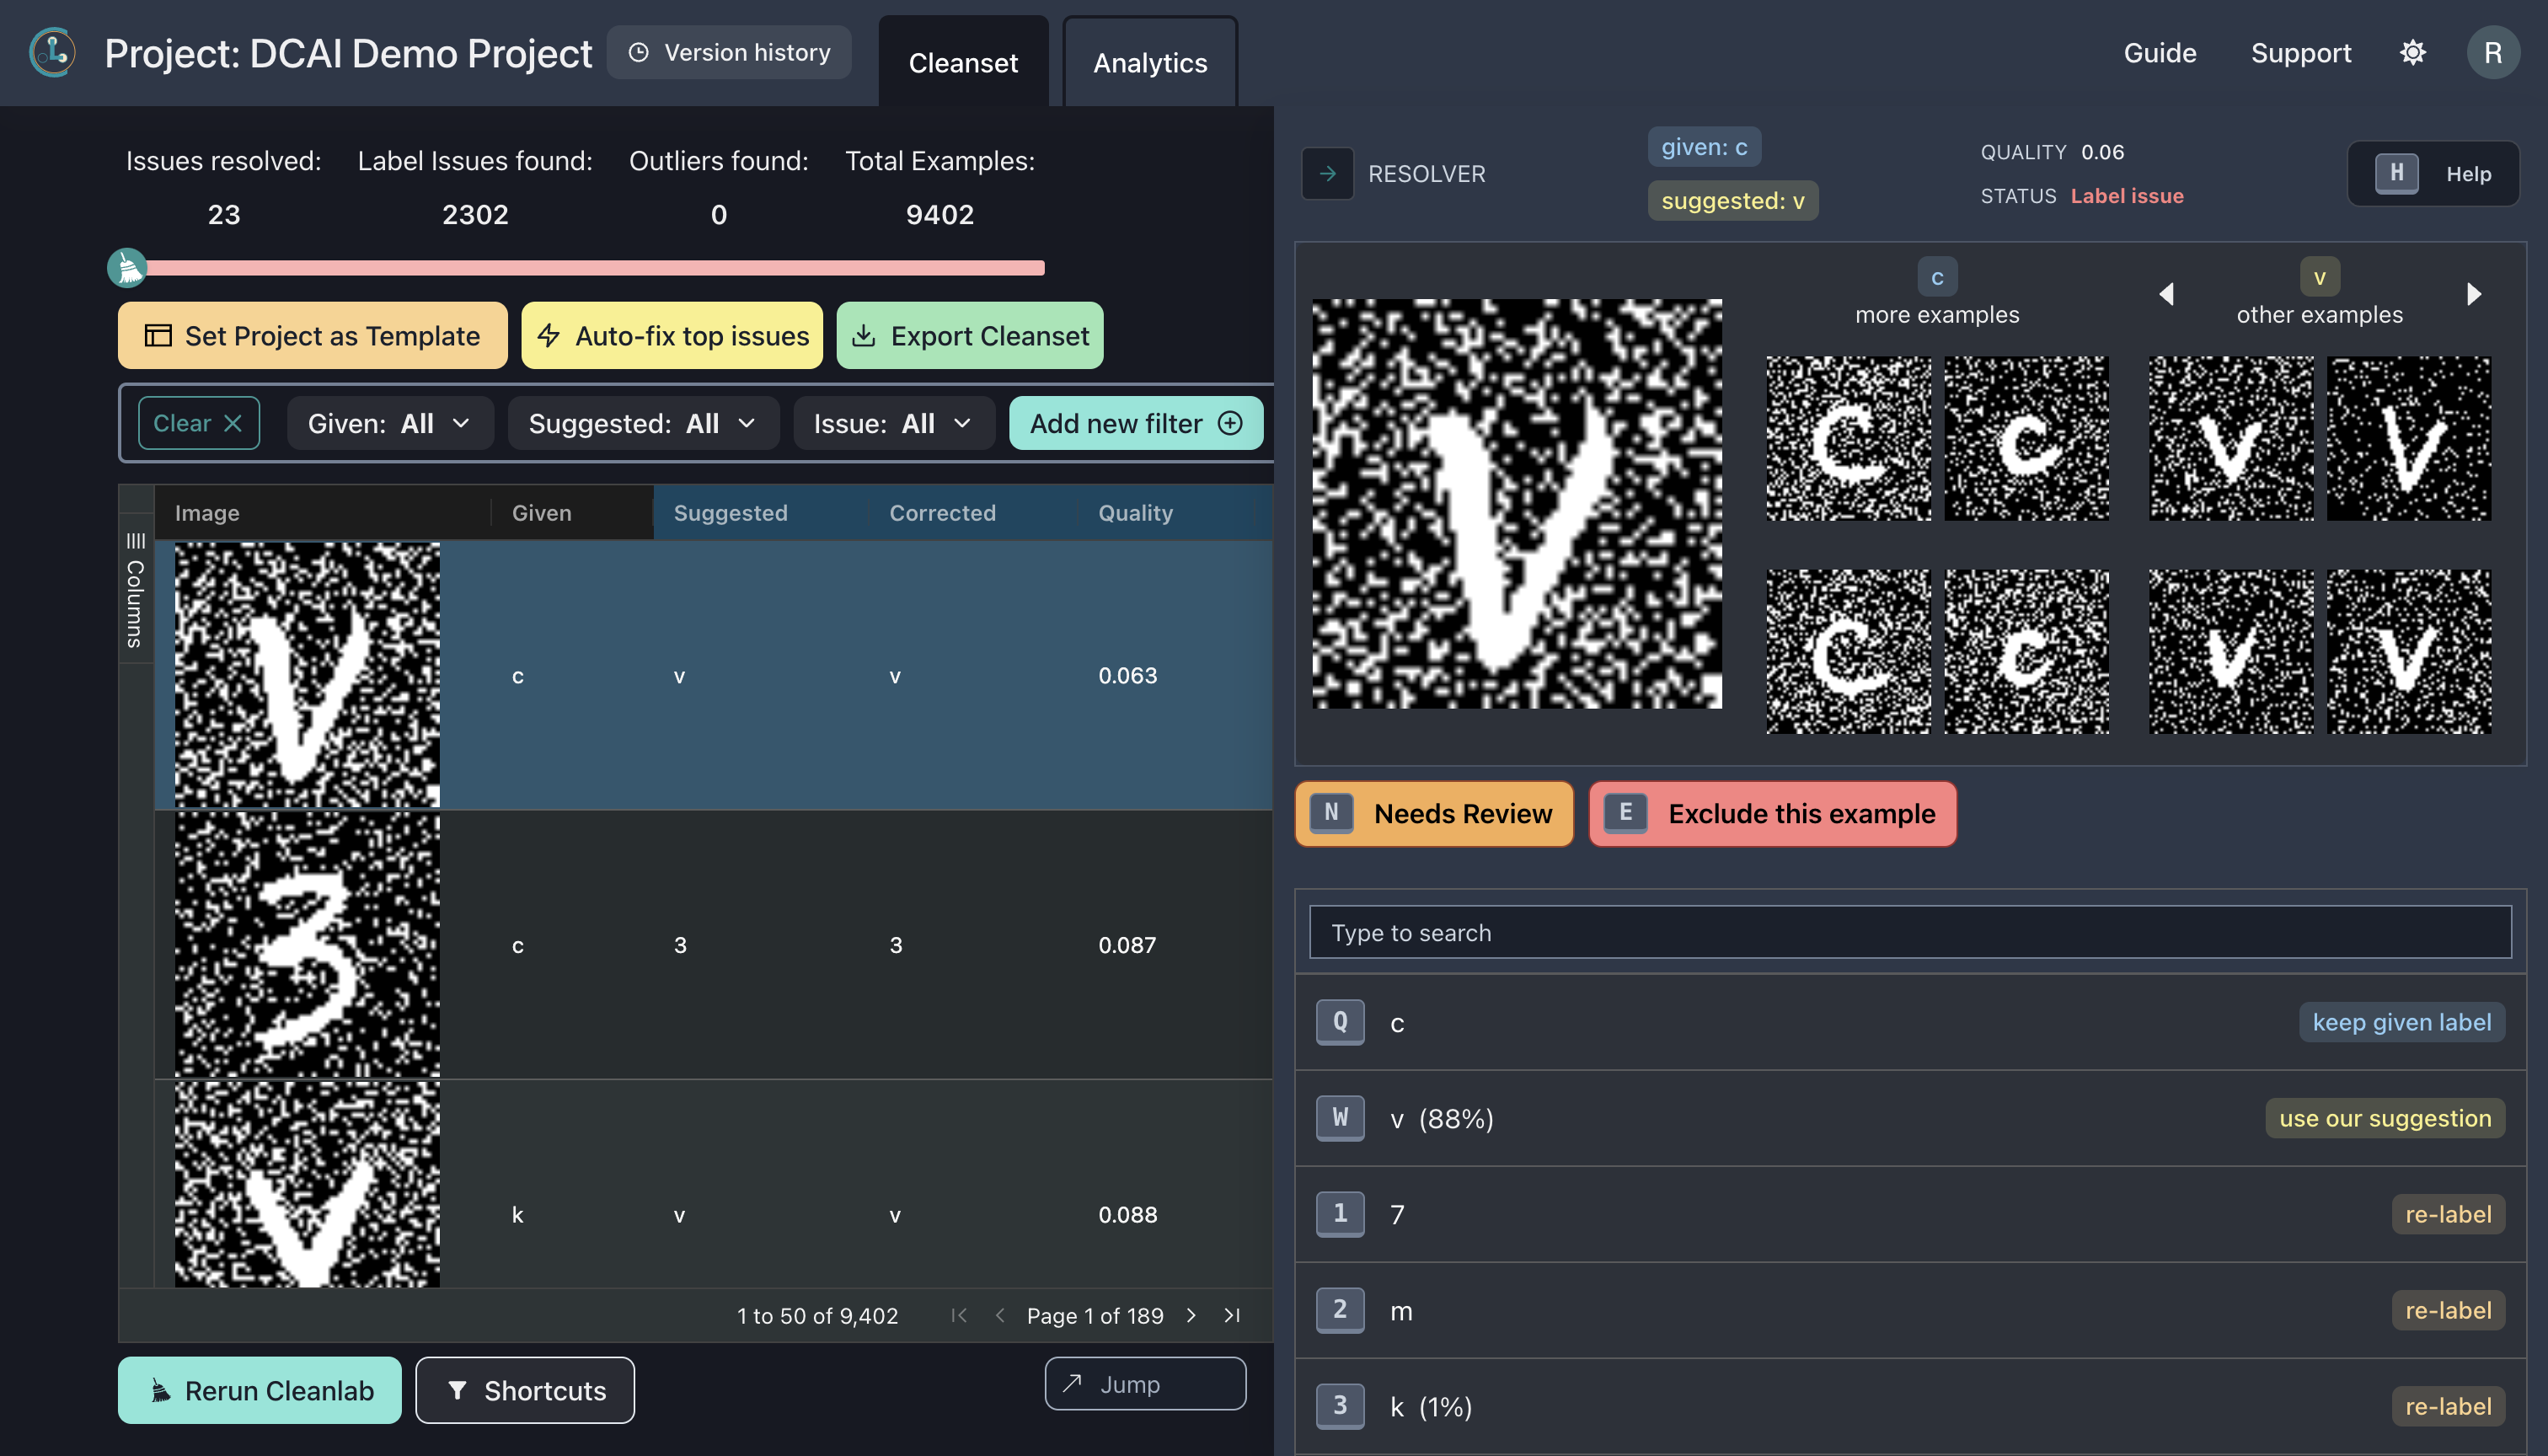 Project: DCAI Demo Project
Version history
Cleanset
Analytics
Guide
Support
R
Issues resolved:
23
Label Issues found:
2302
Outliers found:
0
Total Examples:
9402
Set Project as Template
Auto-fix top issues
Export Cleanset
Clear
Given: All
Suggested: All
Issue: All
Add new filter
Columns
Image Given Suggested Corrected Quality
V c v v 0.063
3 c 3 3 0.087
V k v v 0.088
1 to 50 of 9,402
Page 1 of 189
Rerun Cleanlab
Shortcuts
Jump
RESOLVER
given: c
suggested: v
QUALITY 0.06
STATUS Label issue
H Help
V
c
more examples
C c
C c
v
other examples
v V
v v
N Needs Review
E Exclude this example
Type to search
Q c keep given label
W v (88%) use our suggestion
1 7 re-label
2 m re-label
3 k (1%) re-label